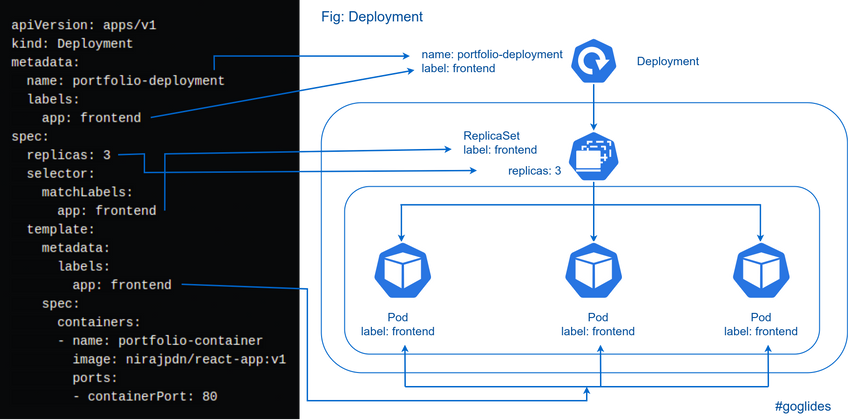 apiVersion: apps/v1
kind: Deployment
metadata:
  name: portfolio-deployment
  labels:
    app: frontend
spec:
  replicas: 3
  selector:
    matchLabels:
      app: frontend
  template:
    metadata:
      labels:
        app: frontend
    spec:
      containers:
      - name: portfolio-container
        image: nirajpdn/react-app:v1
        ports:
        - containerPort: 80
Fig: Deployment
name: portfolio-deployment
label: frontend
Deployment
ReplicaSet
label: frontend
replicas: 3
Pod
label: frontend
Pod
label: frontend
Pod
label: frontend
#goglides